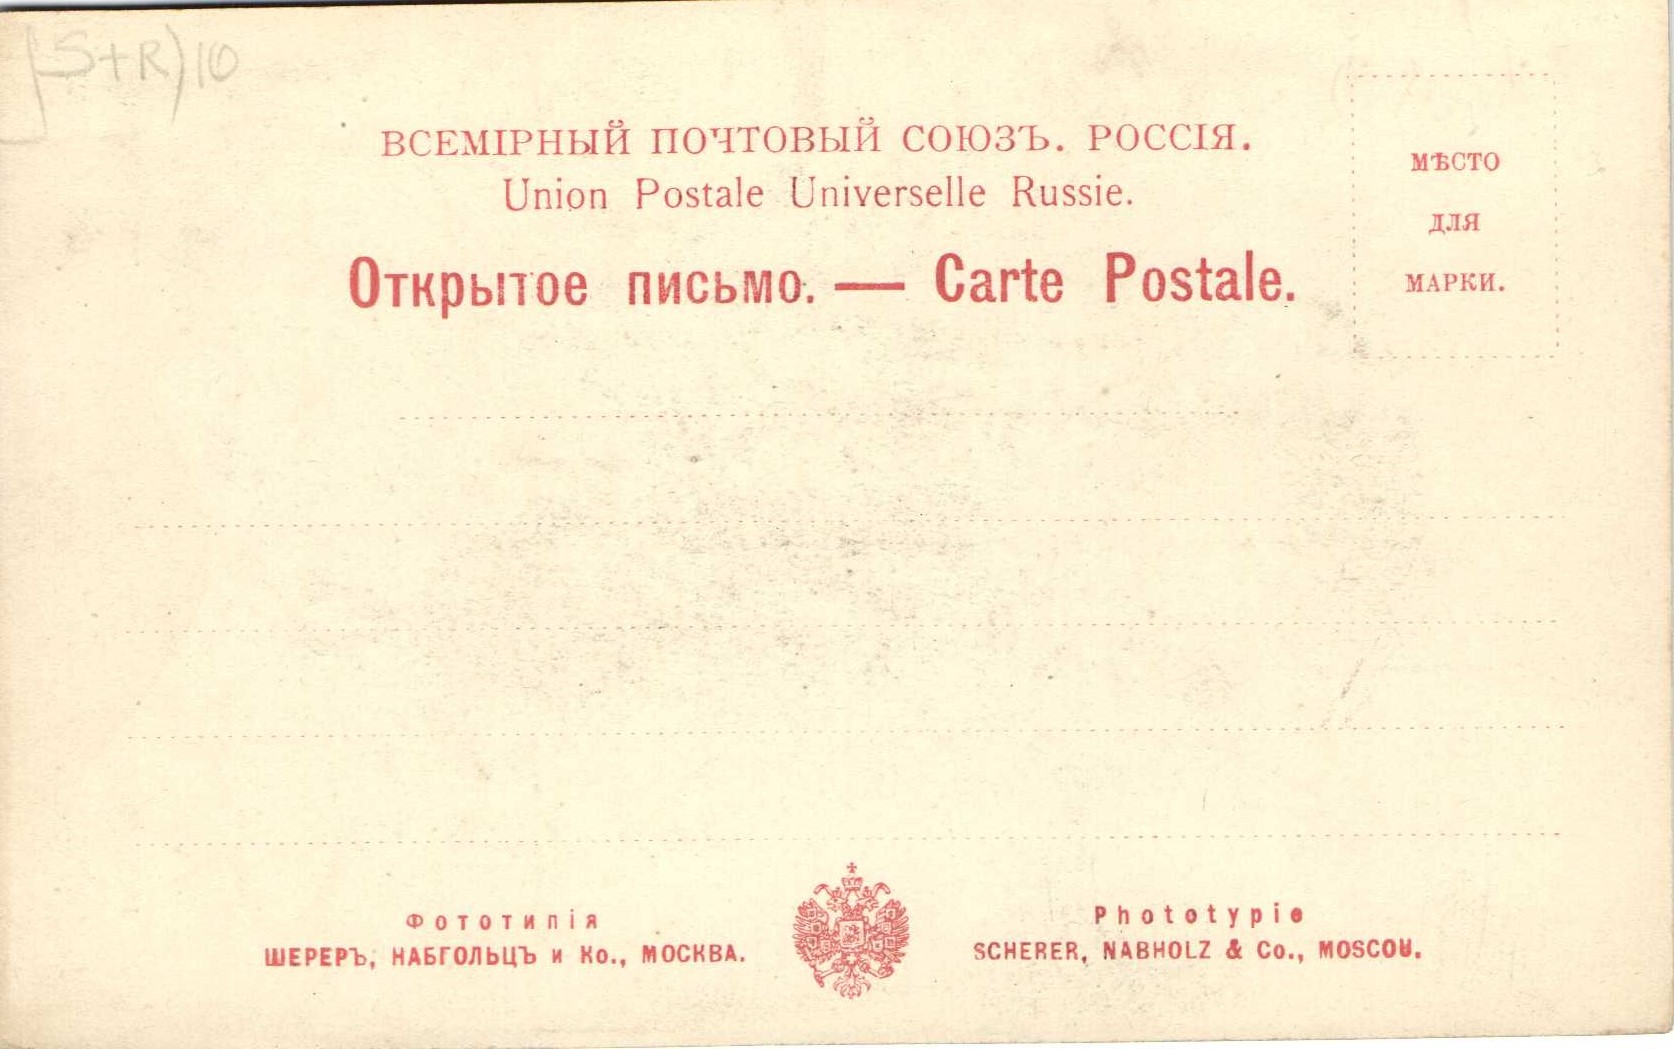 (S+R)10
ВСЕМІРНЫЙ ПОЧТОВЫЙ СОЮЗЪ. РОССІЯ.
Union Postale Universelle Russie.
Открытое письмо. — Carte Postale.
МѢСТО
ДЛЯ
МАРКИ.
Фототипія
ШЕРЕРЪ, НАБГОЛЬЦЪ и Ко., МОСКВА.
Phototypie
SCHERER, NABHOLZ & Co., MOSCOU.